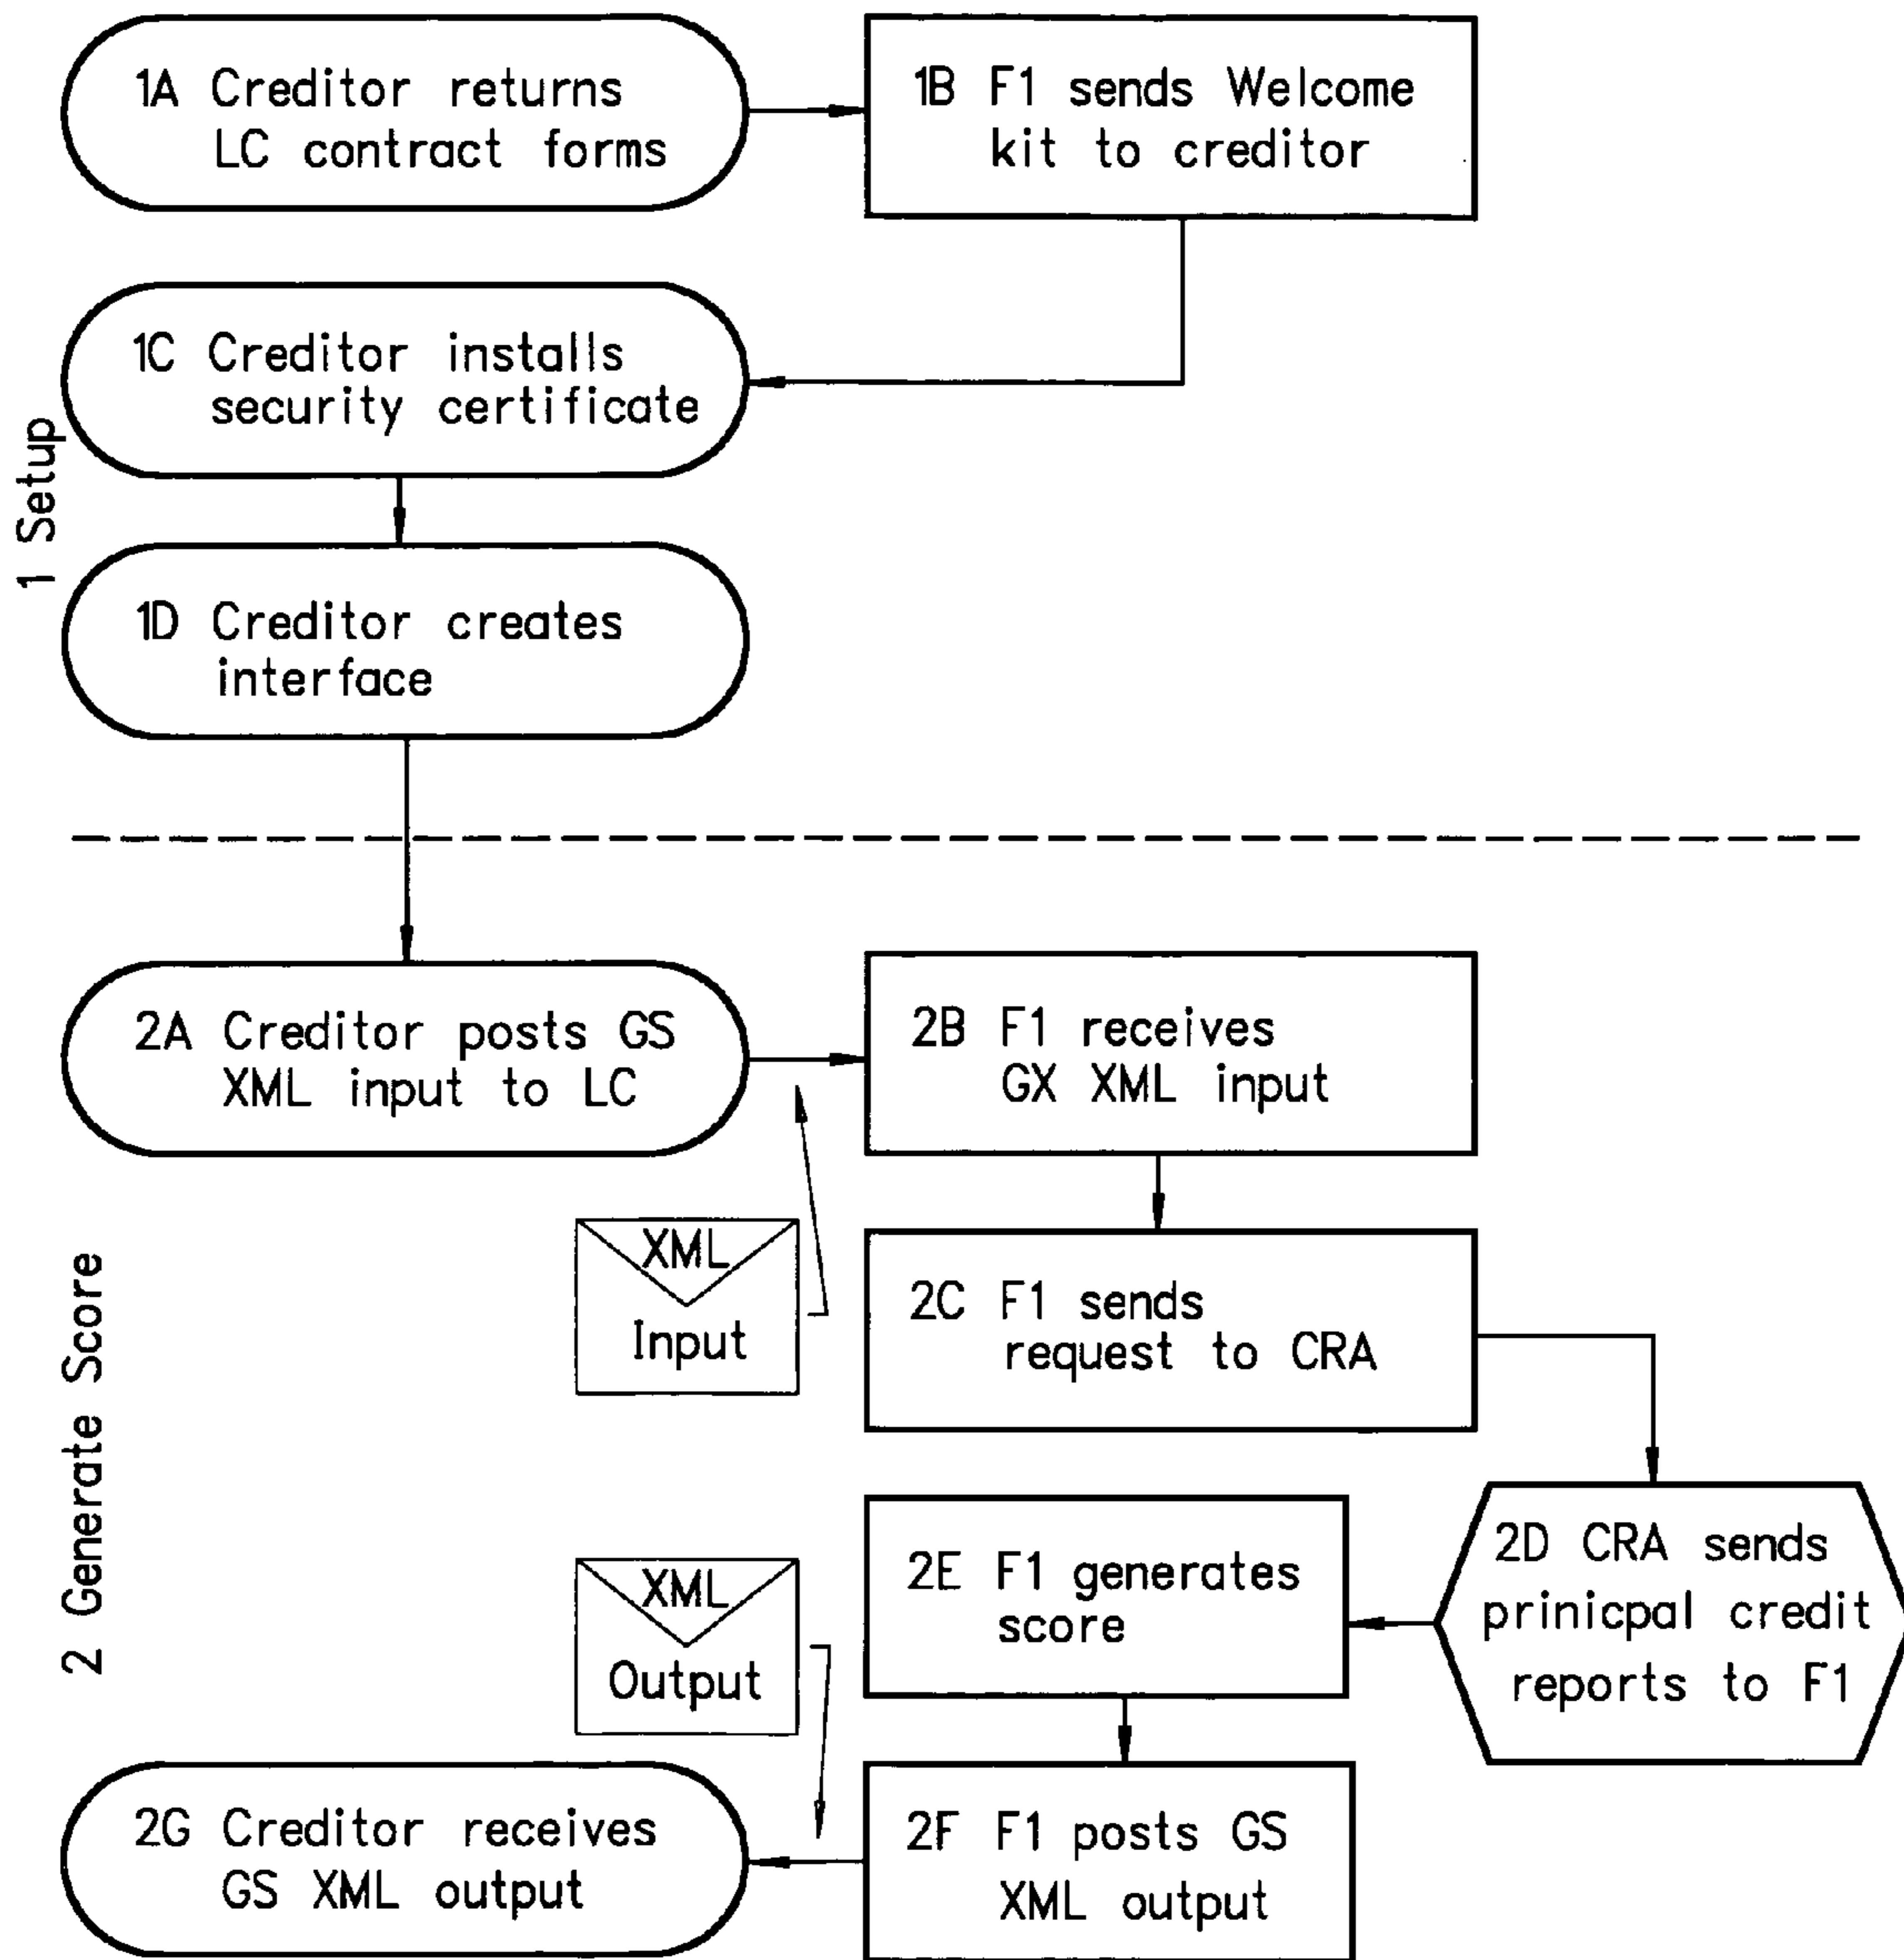 1A Creditor returns
LC contract forms
1B F1 sends Welcome
kit to creditor
1C Creditor installs
security certificate
1 Setup
1D Creditor creates
interface
2A Creditor posts GS
XML input to LC
2B F1 receives
GX XML input
XML
Input
2C F1 sends
request to CRA
2 Generate Score
2D CRA sends
prinicpal credit
reports to F1
2E F1 generates
score
XML
Output
2F F1 posts GS
XML output
2G Creditor receives
GS XML output